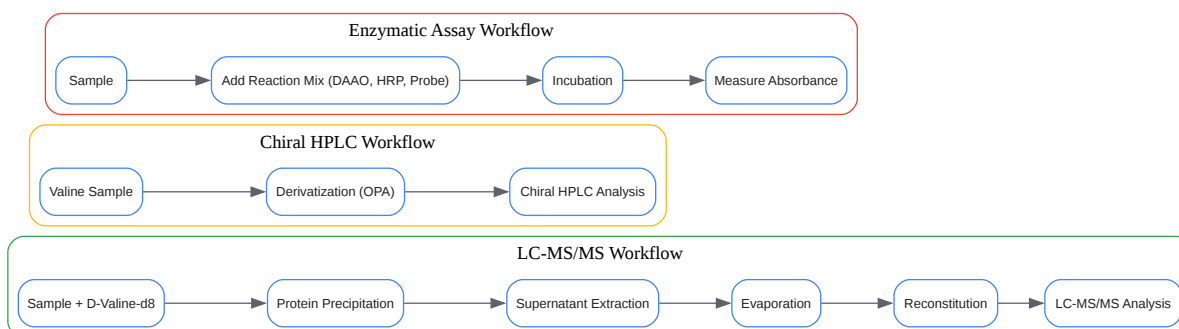 Enzymatic Assay Workflow
Sample
Add Reaction Mix (DAAO, HRP, Probe)
Incubation
Measure Absorbance
Chiral HPLC Workflow
Valine Sample
Derivatization (OPA)
Chiral HPLC Analysis
LC-MS/MS Workflow
Sample + D-Valine-d8
Protein Precipitation
Supernatant Extraction
Evaporation
Reconstitution
LC-MS/MS Analysis